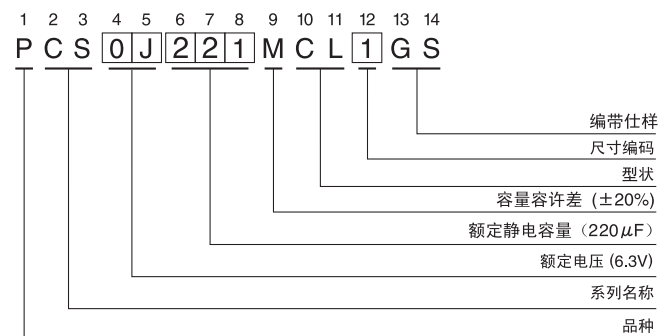 1 2 3 4 5 6 7 8 9 10 11 12 13 14
P C S 0 J 2 2 1 M C L 1 G S
编带仕样
尺寸编码
型状
容量容许差 (±20%)
额定静电容量（220μF）
额定电压 (6.3V)
系列名称
品种